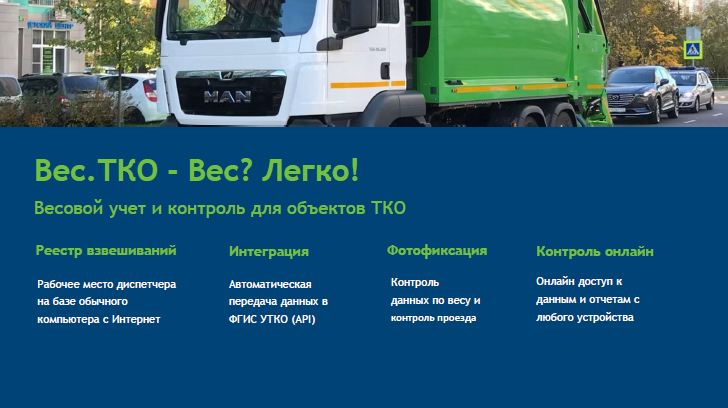 ДЕТСКИЙ ЦЕНТР
MAN
Вес.ТКО - Вес? Легко!
Весовой учет и контроль для объектов ТКО
Реестр взвешиваний
Рабочее место диспетчера
на базе обычного
компьютера с Интернет
Интеграция
Автоматическая
передача данных в
ФГИС УТКО (API)
Фотофиксация
Контроль
данных по весу и
контроль проезда
Контроль онлайн
Онлайн доступ к
данным и отчетам с
любого устройства